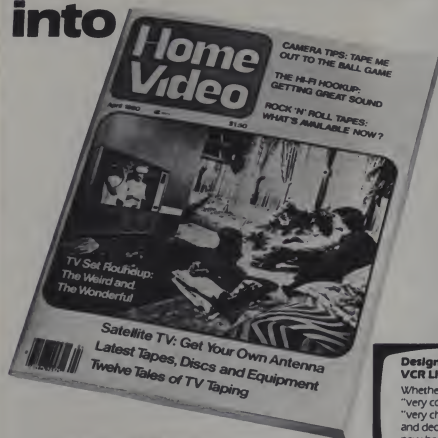 into
Home
Video
April 1980
$1.50
CAMERA TIPS: TAPE ME
OUT TO THE BALL GAME
THE HI-FI HOOKUP:
GETTING GREAT SOUND
ROCK 'N' ROLL TAPES:
WHAT'S AVAILABLE NOW?
TV Set Roundup:
The Weird and
The Wonderful
Satellite TV: Get Your Own Antenna
Latest Tapes, Discs and Equipment
Twelve Tales of TV Taping
Design
VCR
Whethe
"very
"very
and